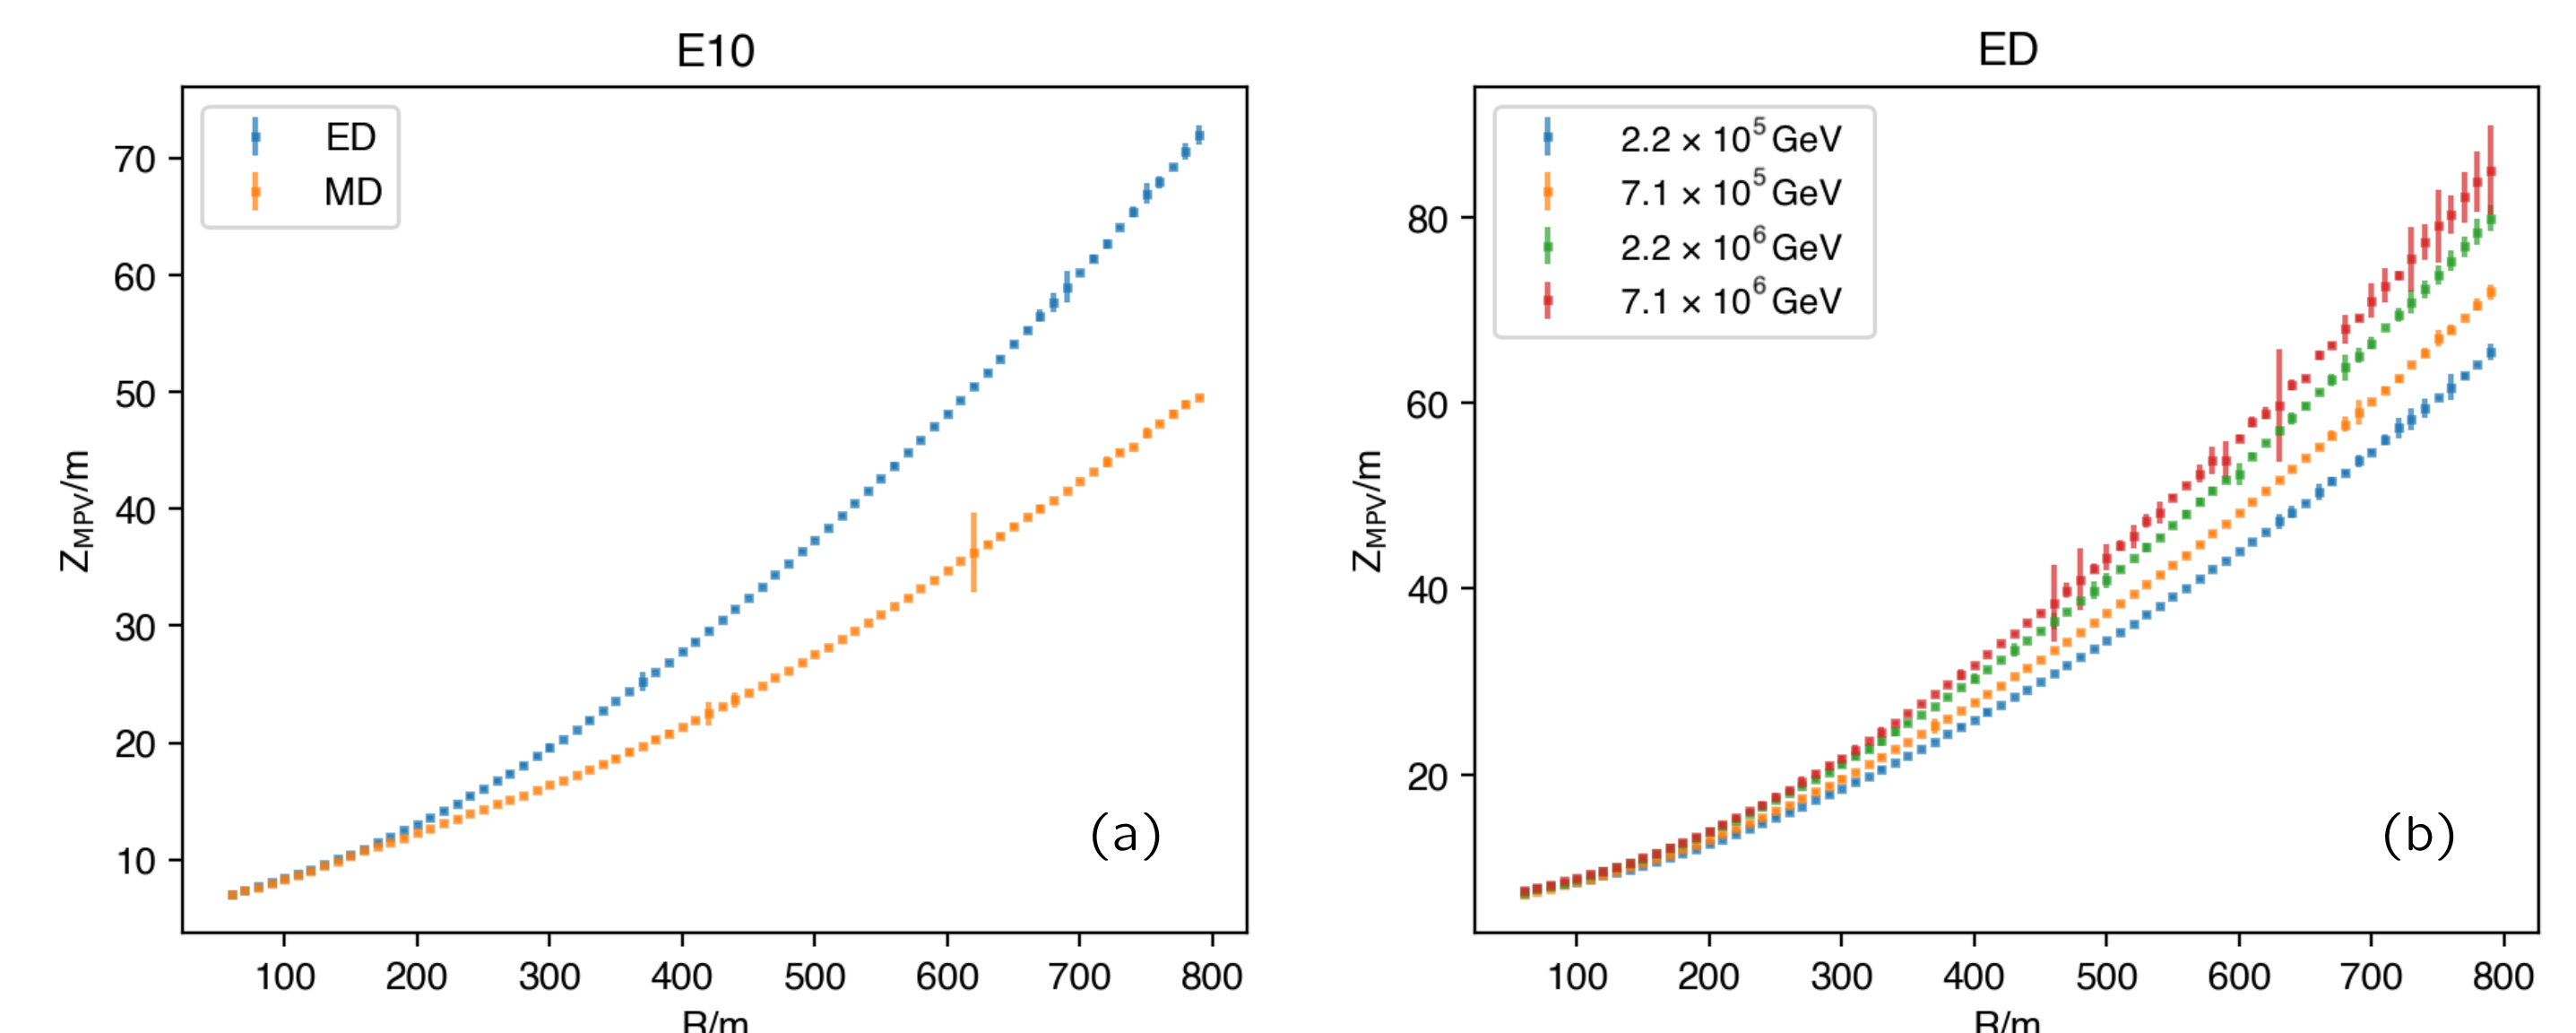 E10
ED
MD
70
60
50
40
30
20
10
Z_MPV/m
100 200 300 400 500 600 700 800
R/m
(a)
ED
2.2 × 10^5 GeV
7.1 × 10^5 GeV
2.2 × 10^6 GeV
7.1 × 10^6 GeV
80
60
40
20
Z_MPV/m
100 200 300 400 500 600 700 800
R/m
(b)